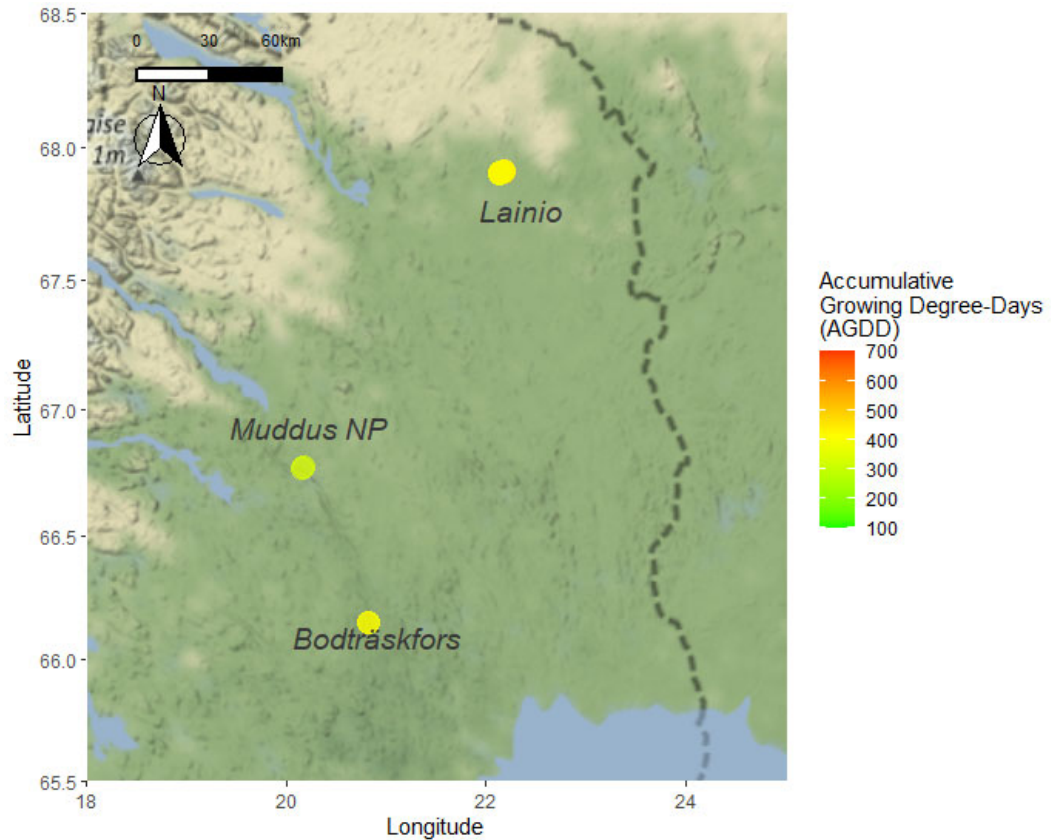 68.5
68.0
67.5
67.0
66.5
66.0
65.5
Latitude
0 30 60km
N
aise
1m
Lainio
Muddus NP
Bodträskfors
18 20 22 24
Longitude
Accumulative
Growing Degree-Days
(AGDD)
700
600
500
400
300
200
100